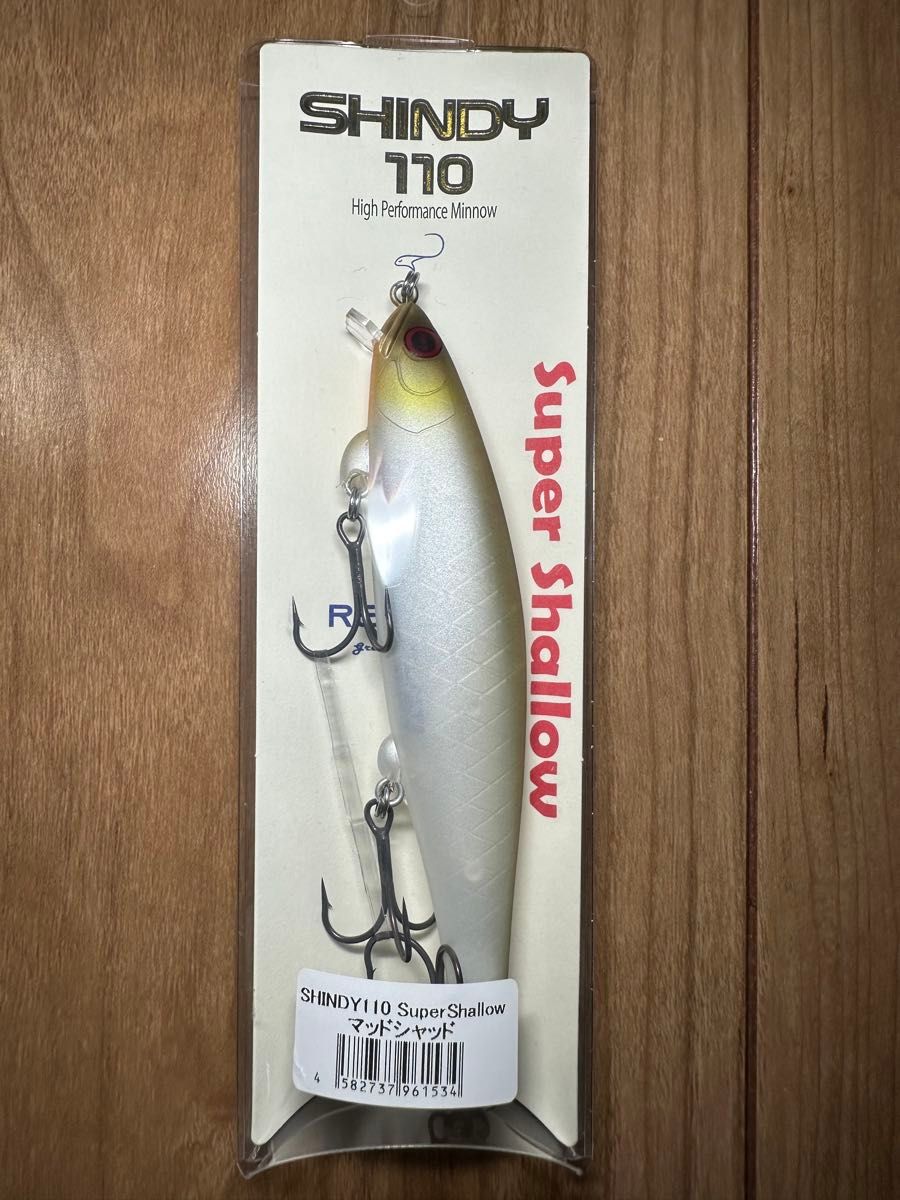 SHINDY
110
High Performance Minnow
Super Shallow
SHINDY110 SuperShallow
マッドシャッド
4 582737 961534